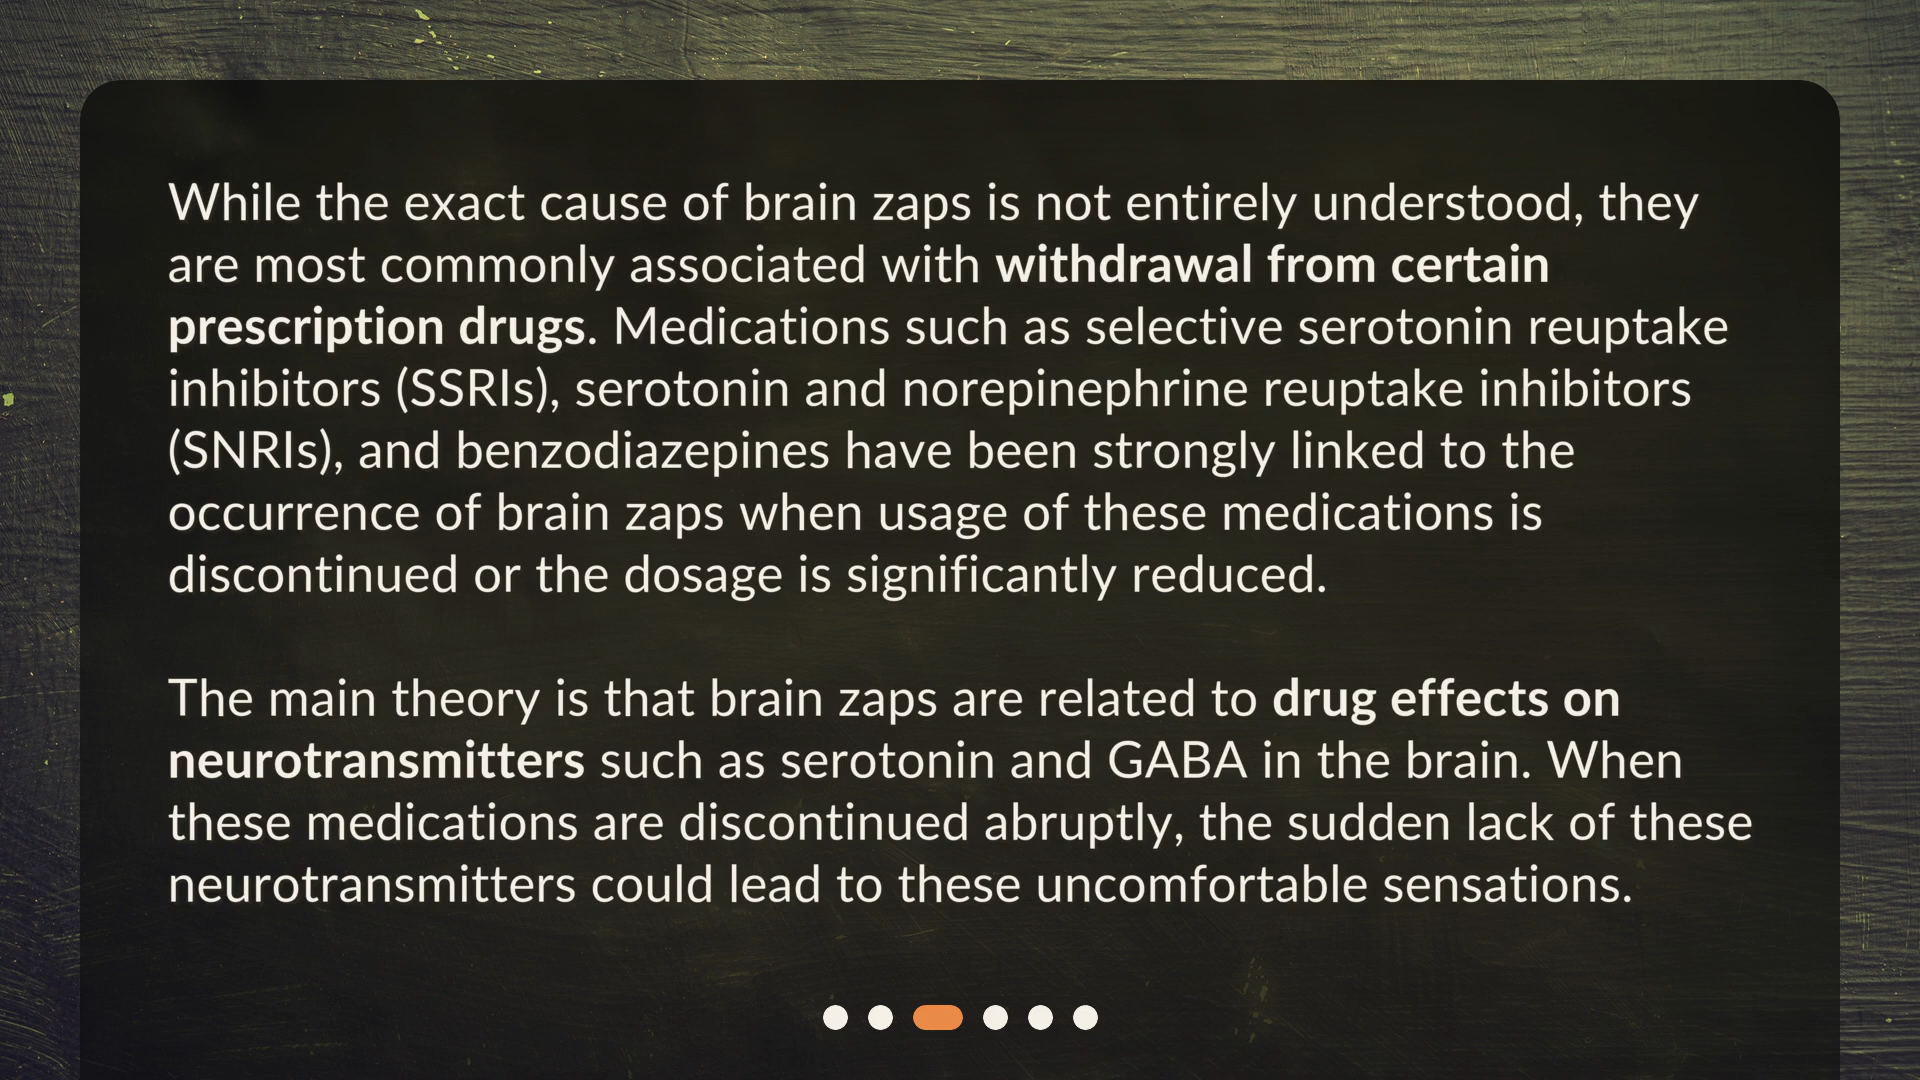 While the exact cause of brain zaps is not entirely understood, they
are most commonly associated with withdrawal from certain
prescription drugs. Medications such as selective serotonin reuptake
inhibitors (SSRIs), serotonin and norepinephrine reuptake inhibitors
(SNRIs), and benzodiazepines have been strongly linked to the
occurrence of brain zaps when usage of these medications is
discontinued or the dosage is significantly reduced.
The main theory is that brain zaps are related to drug effects on
neurotransmitters such as serotonin and GABA in the brain. When
these medications are discontinued abruptly, the sudden lack of these
neurotransmitters could lead to these uncomfortable sensations.